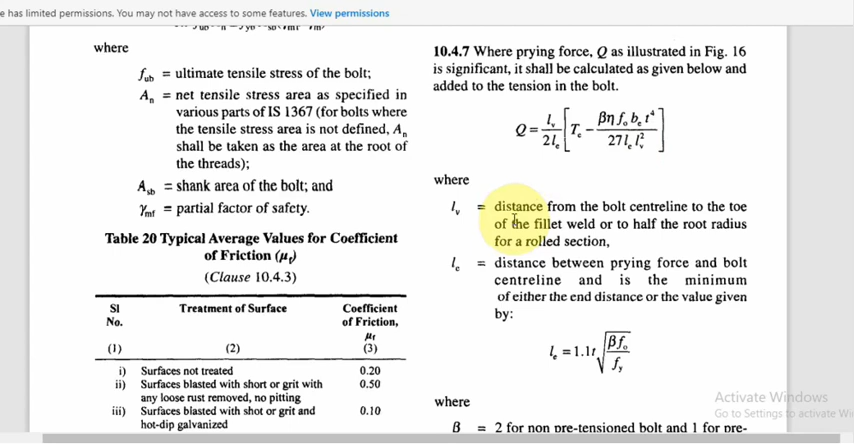 e has limited permissions. You may not have access to some features. View permissions
where
f_ub = ultimate tensile stress of the bolt;
A_n = net tensile stress area as specified in
various parts of IS 1367 (for bolts where
the tensile stress area is not defined, A_n
shall be taken as the area at the root of
the threads);
A_sb = shank area of the bolt; and
γ_mf = partial factor of safety.
Table 20 Typical Average Values for Coefficient
of Friction (μ_f)
(Clause 10.4.3)
Sl No. Treatment of Surface Coefficient of Friction, μ_f
(1) (2) (3)
i) Surfaces not treated 0.20
ii) Surfaces blasted with short or grit with 0.50
any loose rust removed, no pitting
iii) Surfaces blasted with shot or grit and 0.10
hot-dip galvanized
10.4.7 Where prying force, Q as illustrated in Fig. 16
is significant, it shall be calculated as given below and
added to the tension in the bolt.
Q = l_v/2l_e [T_e − βη f_o b_e t⁴/27 l_e l_v²]
where
l_v = distance from the bolt centreline to the toe
of the fillet weld or to half the root radius
for a rolled section,
l_e = distance between prying force and bolt
centreline and is the minimum
of either the end distance or the value given
by:
l_e = 1.1t √(βf_o/f_y)
where
β = 2 for non pre-tensioned bolt and 1 for pre-
Activate Windows
Go to Settings to activate Wi